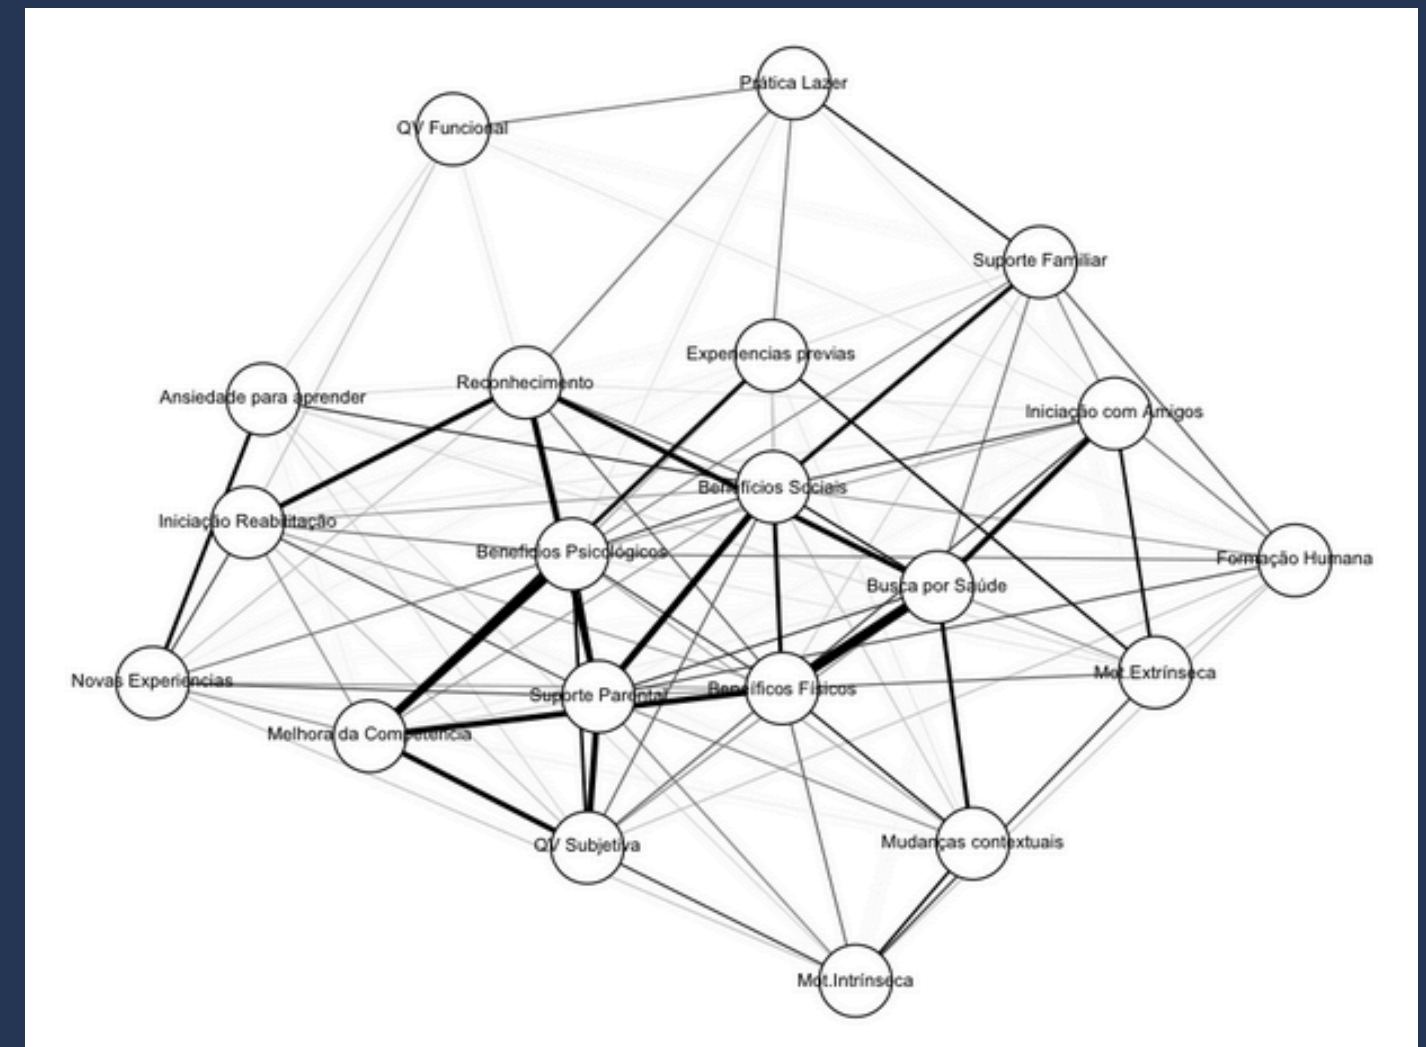 Prática Lazer
QV Funcional
Suporte Familiar
Experiencias previas
Reconhecimento
Ansiedade para aprender
Iniciação com Amigos
Benefícios Sociais
Iniciação Reabilitação
Benefícios Psicológicos
Formação Humana
Busca por Saúde
Mot.Extrínseca
Novas Experiencias
Benefíficos Físicos
Suporte Parental
Melhora da Competencia
Mudanças contextuais
QV Subjetiva
Mot.Intrínseca